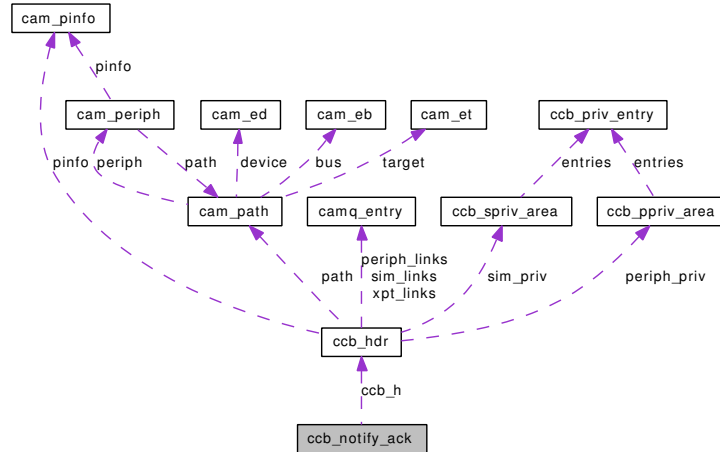 cam_pinfo
pinfo
cam_periph
cam_ed
cam_eb
cam_et
ccb_priv_entry
pinfo
periph
path
device
bus
target
entries
entries
cam_path
camq_entry
ccb_spriv_area
ccb_ppriv_area
path
periph_links
sim_links
xpt_links
sim_priv
periph_priv
ccb_hdr
ccb_h
ccb_notify_ack